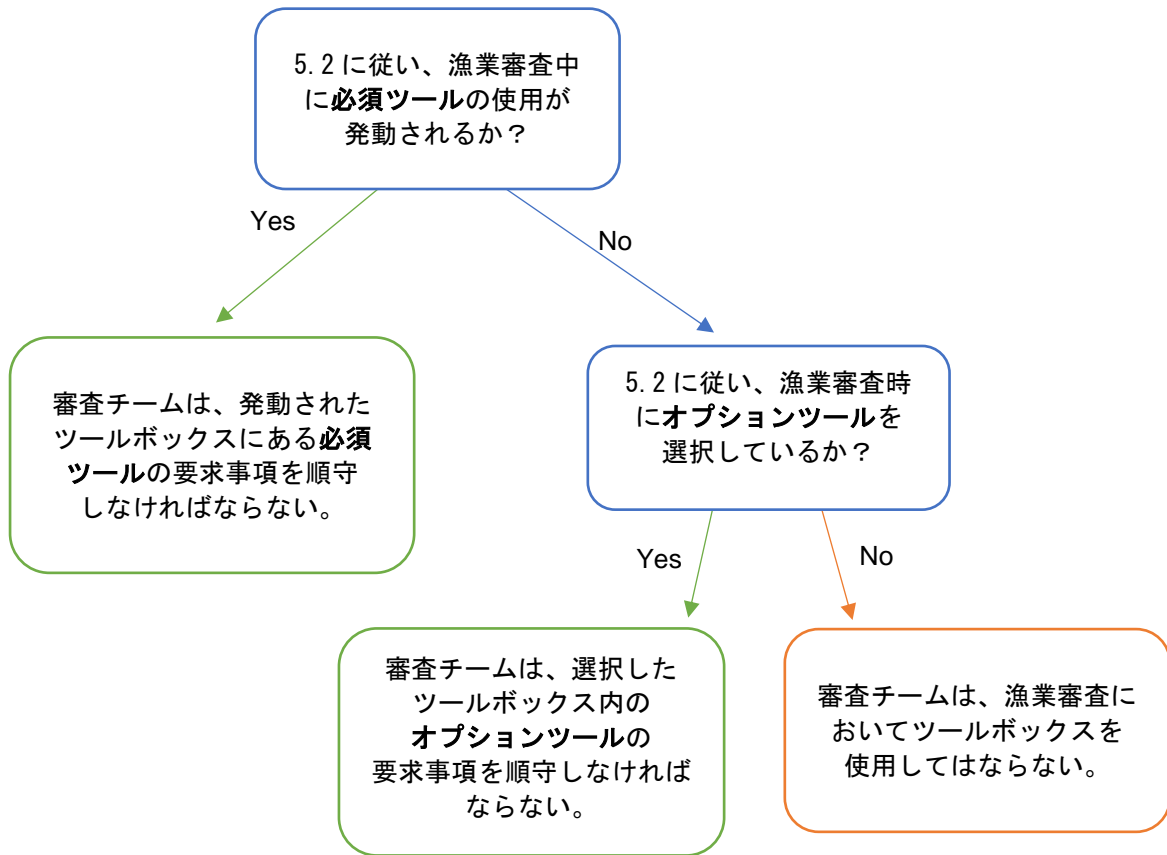 5.2に従い、漁業審査中
に必須ツールの使用が
発動されるか？
Yes
No
審査チームは、発動された
ツールボックスにある必須
ツールの要求事項を順守
しなければならない。
5.2に従い、漁業審査時
にオプションツールを
選択しているか？
Yes
No
審査チームは、選択した
ツールボックス内の
オプションツールの
要求事項を順守しなければ
ならない。
審査チームは、漁業審査に
おいてツールボックスを
使用してはならない。